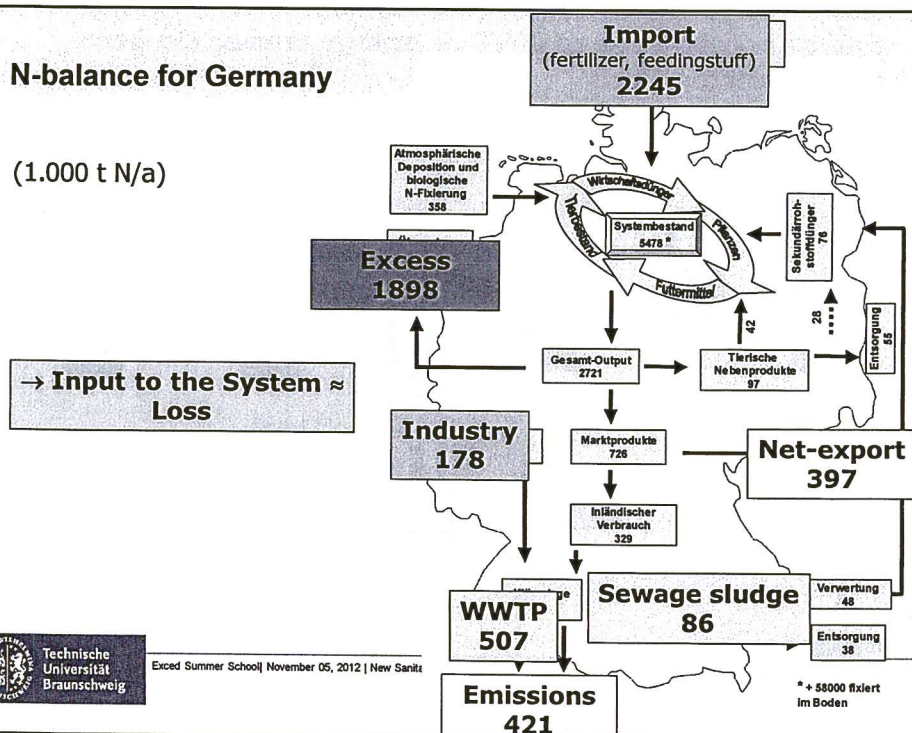 N-balance for Germany
(1.000 t N/a)
Import
(fertilizer, feedingstuff)
2245
Atmosphärische
Deposition und
biologische
N-Fixierung
358
Wirtschaftsdünger
Pflanzen
Futtermittel
Tierbestand
Systembestand
5478 *
Sekundärroh-
stoffdünger
76
Excess
1898
28
42
Entsorgung
55
Gesamt-Output
2721
Tierische
Nebenprodukte
97
→ Input to the System ≈
Loss
Industry
178
Marktprodukte
726
Net-export
397
Inländischer
Verbrauch
329
WWTP
507
Sewage sludge
86
Verwertung
48
Entsorgung
38
Technische
Universität
Braunschweig
Exced Summer School| November 05, 2012 | New
Emissions
421
* + 58000 fixiert
im Boden